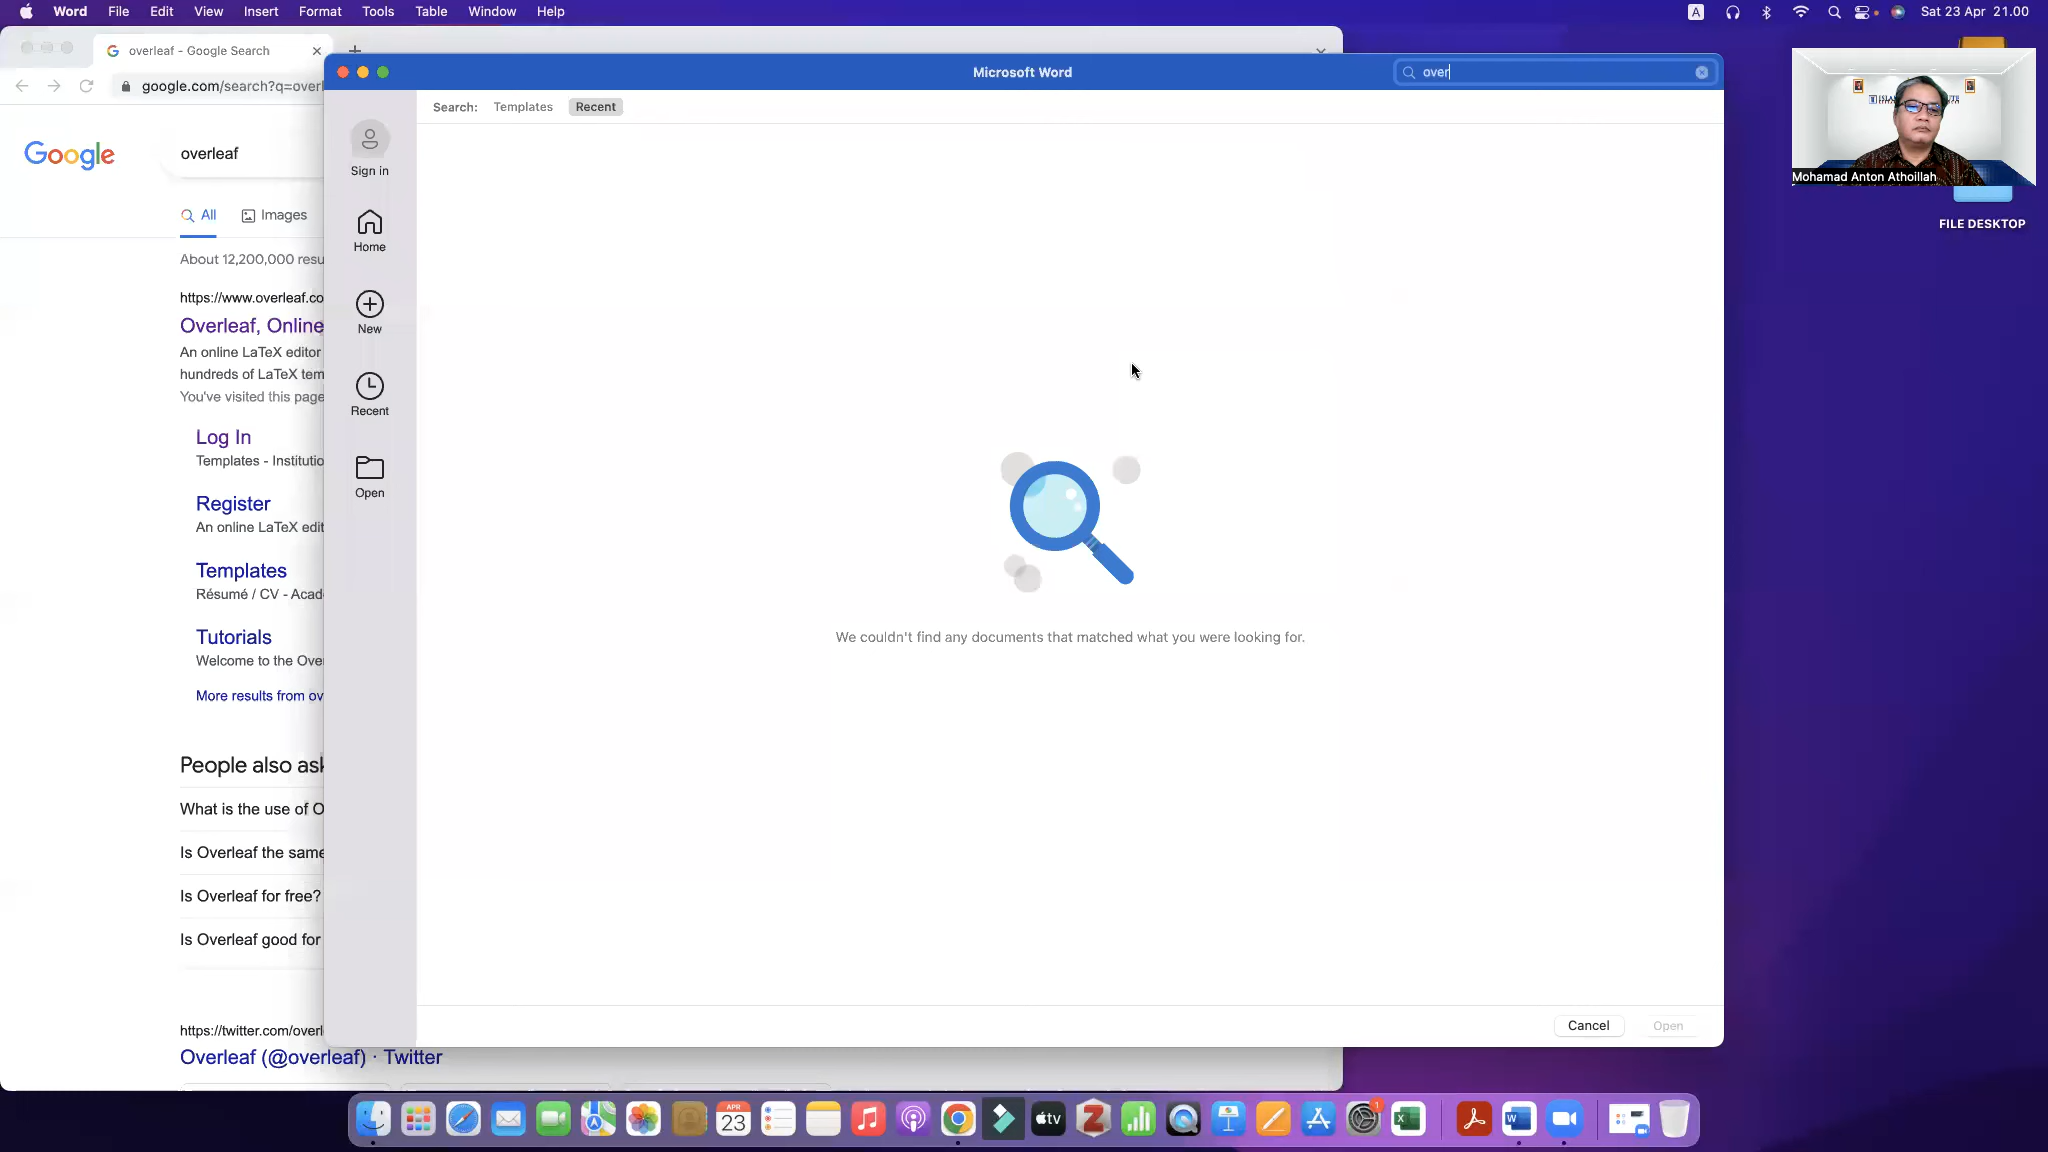 Word File Edit View Insert Format Tools Table Window Help
A
Sat 23 Apr 21.00
overleaf - Google Search
google.com/search?q=overl
Google
overleaf
All Images
About 12,200,000 resu
https://www.overleaf.co
Overleaf, Online
An online LaTeX editor
hundreds of LaTeX tem
You've visited this page
Log In
Templates - Institutio
Register
An online LaTeX edit
Templates
Résumé / CV - Acad
Tutorials
Welcome to the Over
More results from ov
People also ask
What is the use of O
Is Overleaf the same
Is Overleaf for free?
Is Overleaf good for
https://twitter.com/overl
Overleaf (@overleaf) · Twitter
Microsoft Word
over
Search: Templates Recent
Sign in
Home
New
Recent
Open
We couldn't find any documents that matched what you were looking for.
Cancel Open
Mohamad Anton Athoillah
FILE DESKTOP
APR
23
tv
Z
1
X
W